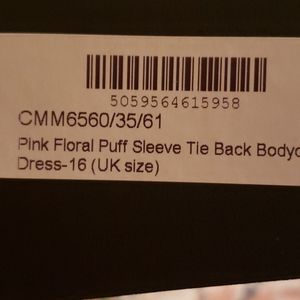 5059564615958
CMM6560/35/61
Pink Floral Puff Sleeve Tie Back Bodyc
Dress-16 (UK size)